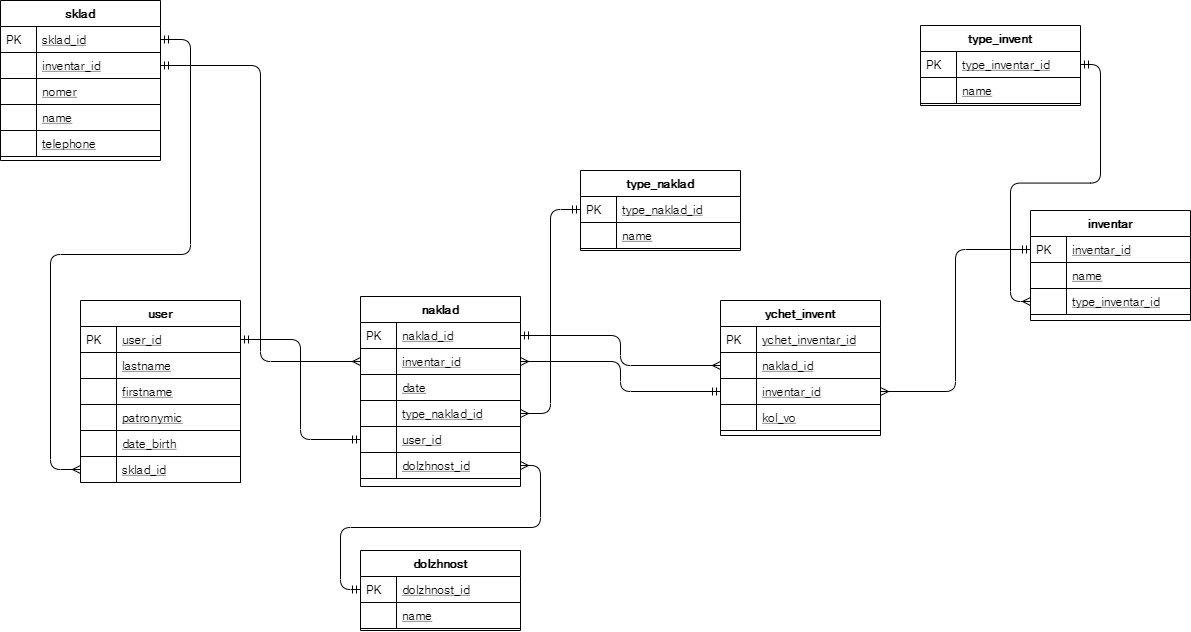 sklad
PK sklad_id
inventar_id
nomer
name
telephone
type_invent
PK type_inventar_id
name
type_naklad
PK type_naklad_id
name
inventar
PK inventar_id
name
type_inventar_id
user
PK user_id
lastname
firstname
patronymic
date_birth
sklad_id
naklad
PK naklad_id
inventar_id
date
type_naklad_id
user_id
dolzhnost_id
ychet_invent
PK ychet_inventar_id
naklad_id
inventar_id
kol_vo
dolzhnost
PK dolzhnost_id
name